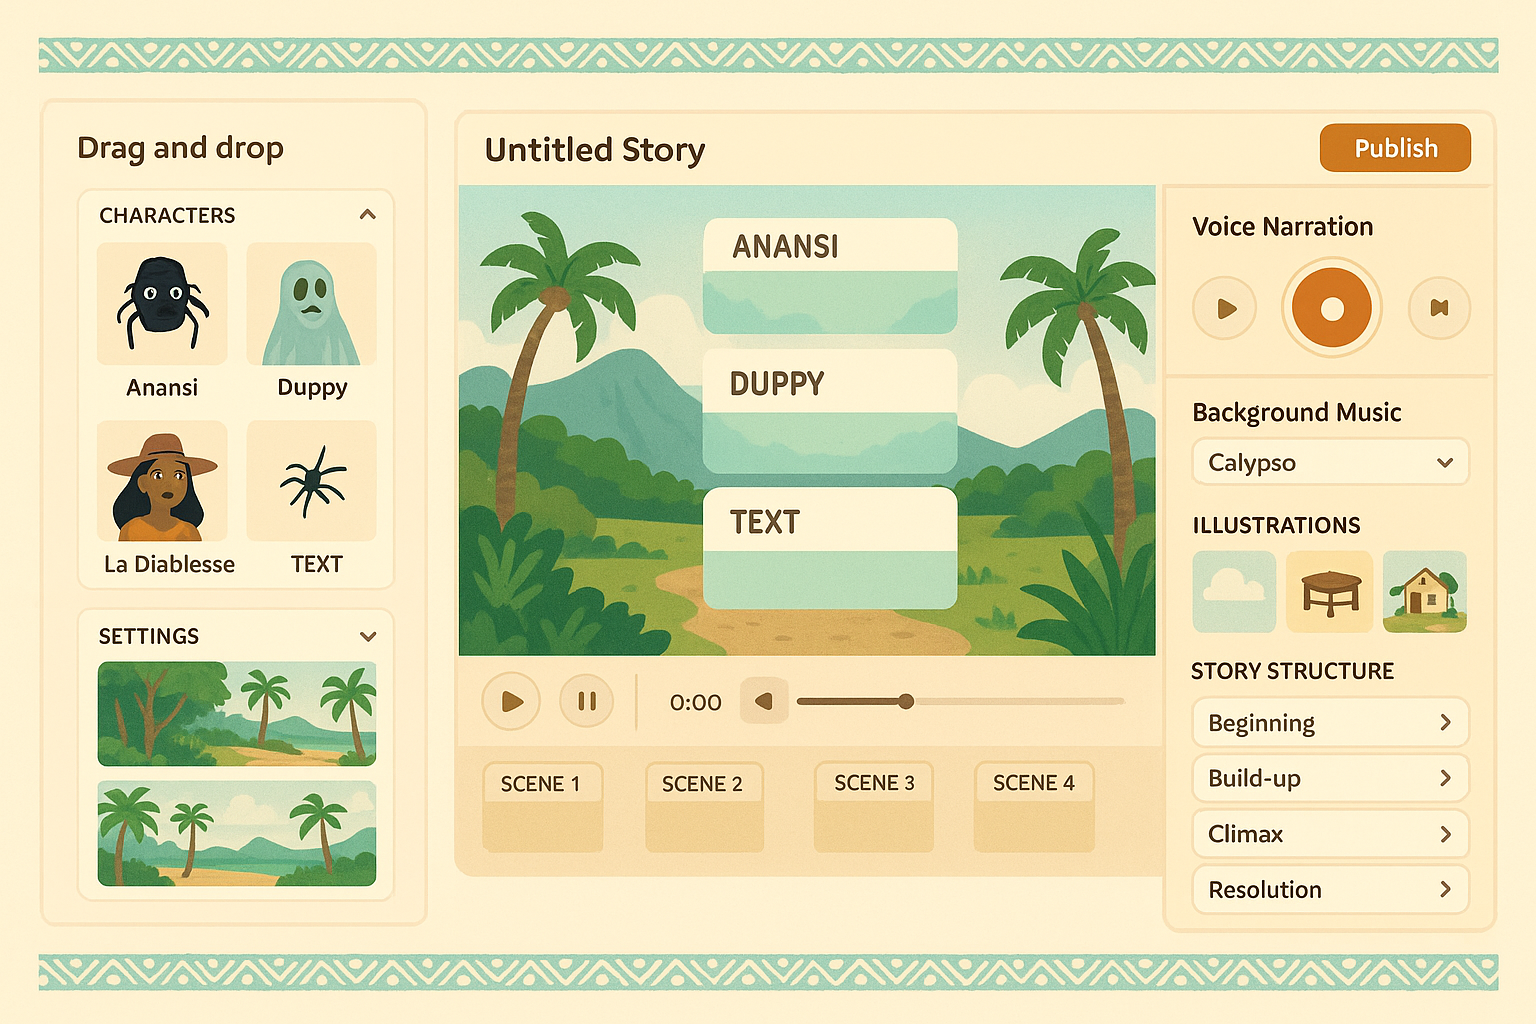 Drag and drop
CHARACTERS
Anansi
Duppy
La Diablesse
TEXT
SETTINGS
Untitled Story
Publish
ANANSI
DUPPY
TEXT
0:00
SCENE 1
SCENE 2
SCENE 3
SCENE 4
Voice Narration
Background Music
Calypso
ILLUSTRATIONS
STORY STRUCTURE
Beginning
Build-up
Climax
Resolution